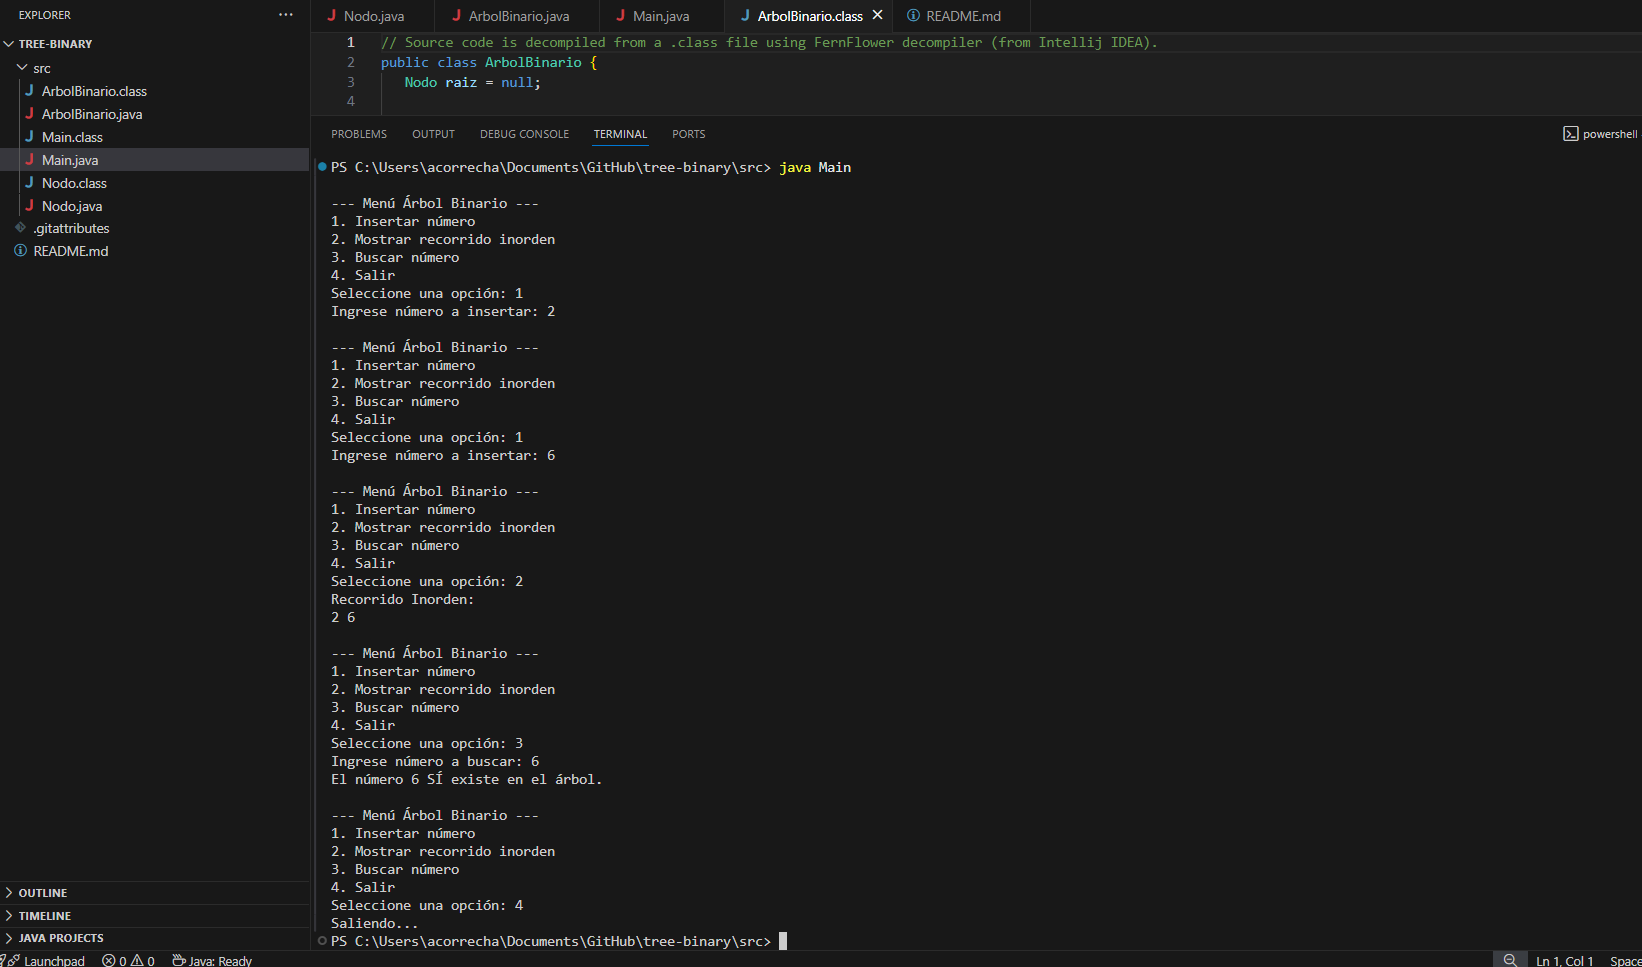 EXPLORER
TREE-BINARY
src
ArbolBinario.class
ArbolBinario.java
Main.class
Main.java
Nodo.class
Nodo.java
.gitattributes
README.md
OUTLINE
TIMELINE
JAVA PROJECTS
Nodo.java ArbolBinario.java Main.java ArbolBinario.class README.md
1 // Source code is decompiled from a .class file using FernFlower decompiler (from Intellij IDEA).
2 public class ArbolBinario {
3 Nodo raiz = null;
4
PROBLEMS OUTPUT DEBUG CONSOLE TERMINAL PORTS powershell
PS C:\Users\acorrecha\Documents\GitHub\tree-binary\src> java Main
--- Menú Árbol Binario ---
1. Insertar número
2. Mostrar recorrido inorden
3. Buscar número
4. Salir
Seleccione una opción: 1
Ingrese número a insertar: 2
--- Menú Árbol Binario ---
1. Insertar número
2. Mostrar recorrido inorden
3. Buscar número
4. Salir
Seleccione una opción: 1
Ingrese número a insertar: 6
--- Menú Árbol Binario ---
1. Insertar número
2. Mostrar recorrido inorden
3. Buscar número
4. Salir
Seleccione una opción: 2
Recorrido Inorden:
2 6
--- Menú Árbol Binario ---
1. Insertar número
2. Mostrar recorrido inorden
3. Buscar número
4. Salir
Seleccione una opción: 3
Ingrese número a buscar: 6
El número 6 SÍ existe en el árbol.
--- Menú Árbol Binario ---
1. Insertar número
2. Mostrar recorrido inorden
3. Buscar número
4. Salir
Seleccione una opción: 4
Saliendo...
PS C:\Users\acorrecha\Documents\GitHub\tree-binary\src>
Launchpad 0 0 Java: Ready Ln 1, Col 1 Space